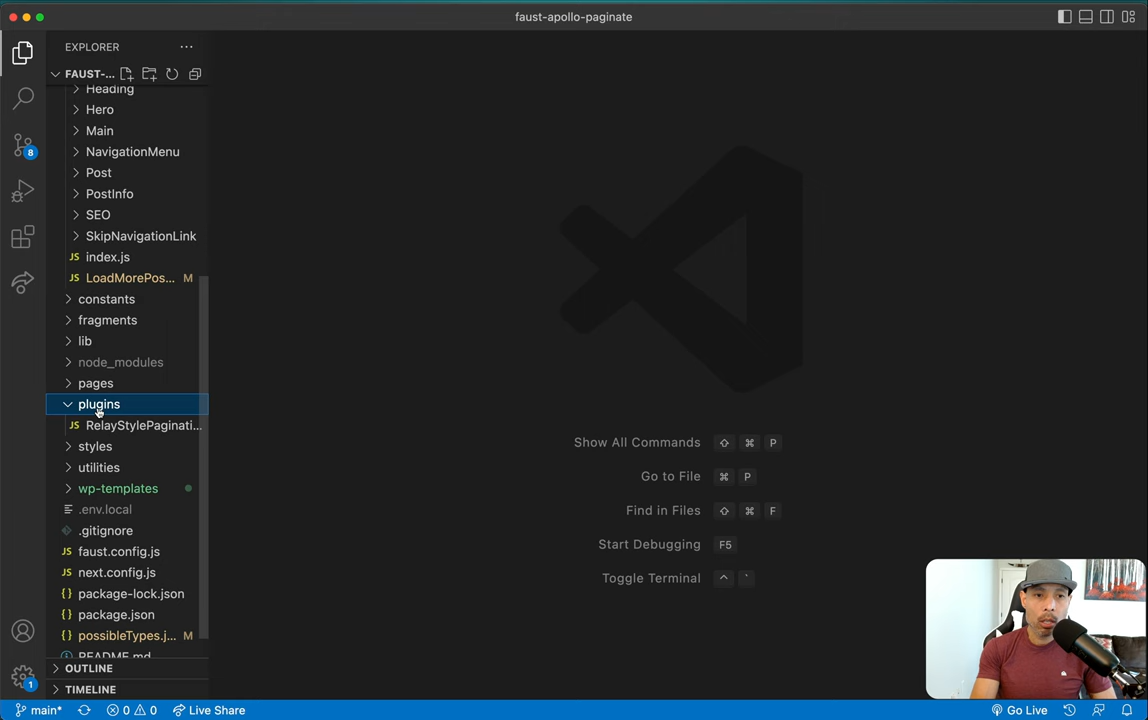 faust-apollo-paginate
EXPLORER
FAUST-...
Heading
Hero
Main
NavigationMenu
Post
PostInfo
SEO
SkipNavigationLink
JS index.js
JS LoadMorePos... M
constants
fragments
lib
node_modules
pages
plugins
JS RelayStylePaginati...
styles
utilities
wp-templates
.env.local
.gitignore
JS faust.config.js
JS next.config.js
{} package-lock.json
{} package.json
{} possibleTypes.j... M
README.md
OUTLINE
TIMELINE
8
1
Show All Commands ⇧ ⌘ P
Go to File ⌘ P
Find in Files ⇧ ⌘ F
Start Debugging F5
Toggle Terminal ^ `
main*
0 0
Live Share
Go Live